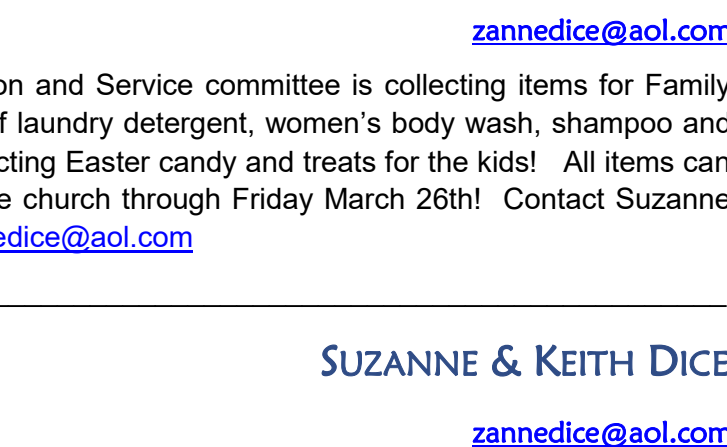 zannedice@aol.com
on and Service committee is collecting items for Family
f laundry detergent, women's body wash, shampoo and
cting Easter candy and treats for the kids! All items can
e church through Friday March 26th! Contact Suzanne
edice@aol.com
SUZANNE & KEITH DICE
zannedice@aol.com